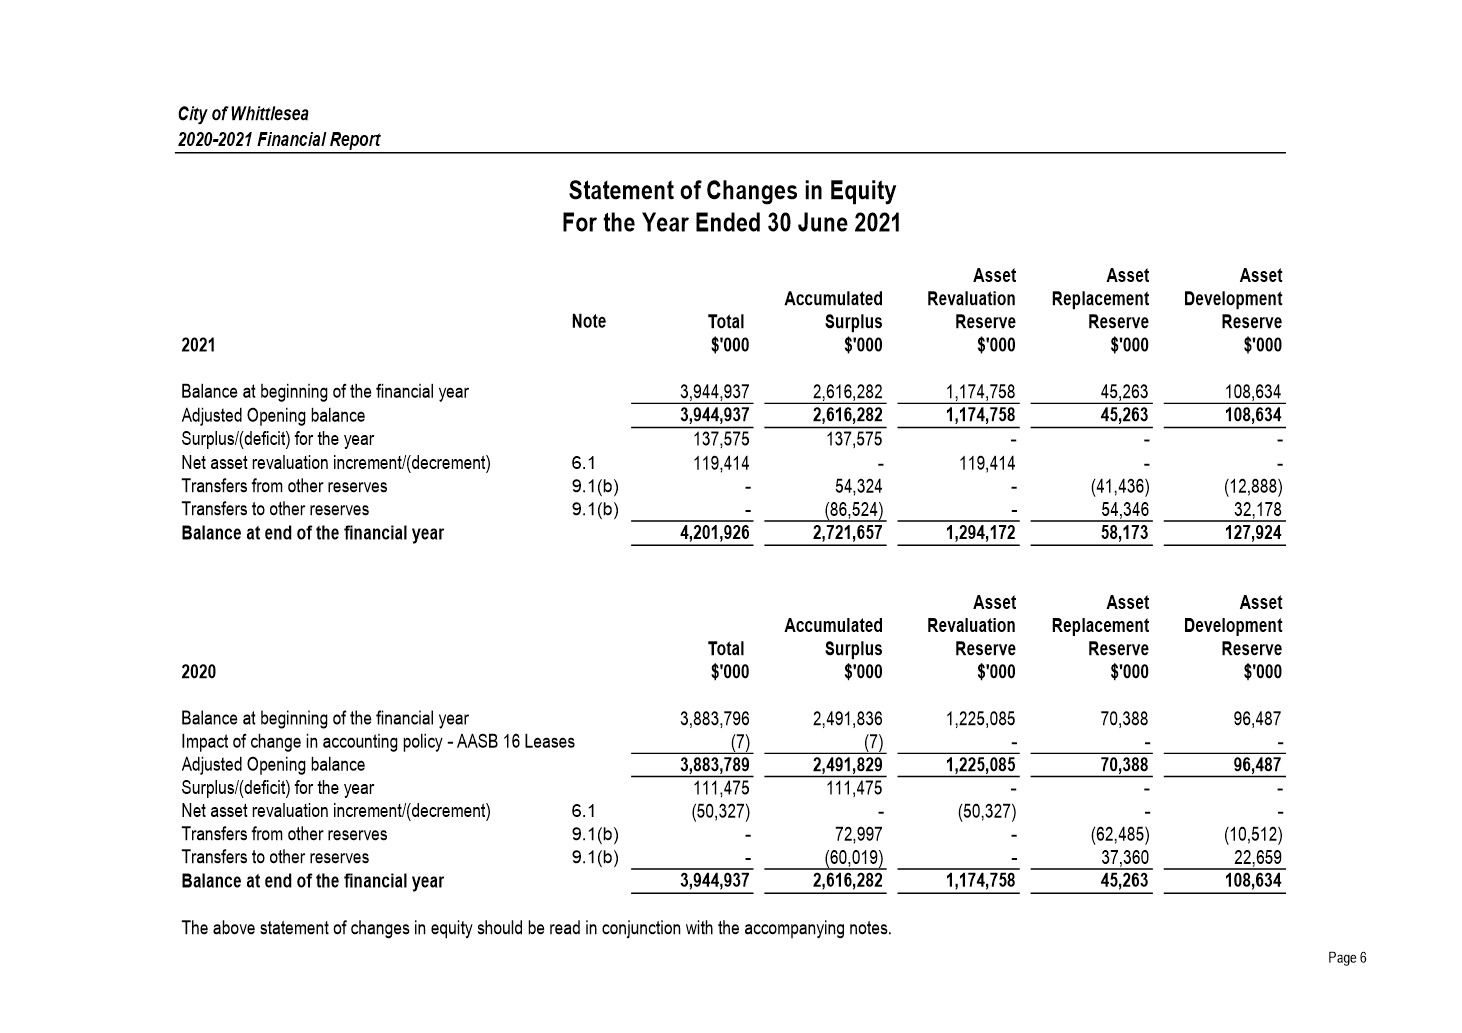 City of Whittlesea
2020-2021 Financial Report
Statement of Changes in Equity
For the Year Ended 30 June 2021
Asset Asset Asset
Accumulated Revaluation Replacement Development
Note Total Surplus Reserve Reserve Reserve
2021 $'000 $'000 $'000 $'000 $'000
Balance at beginning of the financial year 3,944,937 2,616,282 1,174,758 45,263 108,634
Adjusted Opening balance 3,944,937 2,616,282 1,174,758 45,263 108,634
Surplus/(deficit) for the year 137,575 137,575 - - -
Net asset revaluation increment/(decrement) 6.1 119,414 - 119,414 - -
Transfers from other reserves 9.1(b) - 54,324 - (41,436) (12,888)
Transfers to other reserves 9.1(b) - (86,524) - 54,346 32,178
Balance at end of the financial year 4,201,926 2,721,657 1,294,172 58,173 127,924
Asset Asset Asset
Accumulated Revaluation Replacement Development
Total Surplus Reserve Reserve Reserve
2020 $'000 $'000 $'000 $'000 $'000
Balance at beginning of the financial year 3,883,796 2,491,836 1,225,085 70,388 96,487
Impact of change in accounting policy - AASB 16 Leases (7) (7) - - -
Adjusted Opening balance 3,883,789 2,491,829 1,225,085 70,388 96,487
Surplus/(deficit) for the year 111,475 111,475 - - -
Net asset revaluation increment/(decrement) 6.1 (50,327) - (50,327) - -
Transfers from other reserves 9.1(b) - 72,997 - (62,485) (10,512)
Transfers to other reserves 9.1(b) - (60,019) - 37,360 22,659
Balance at end of the financial year 3,944,937 2,616,282 1,174,758 45,263 108,634
The above statement of changes in equity should be read in conjunction with the accompanying notes.
Page 6